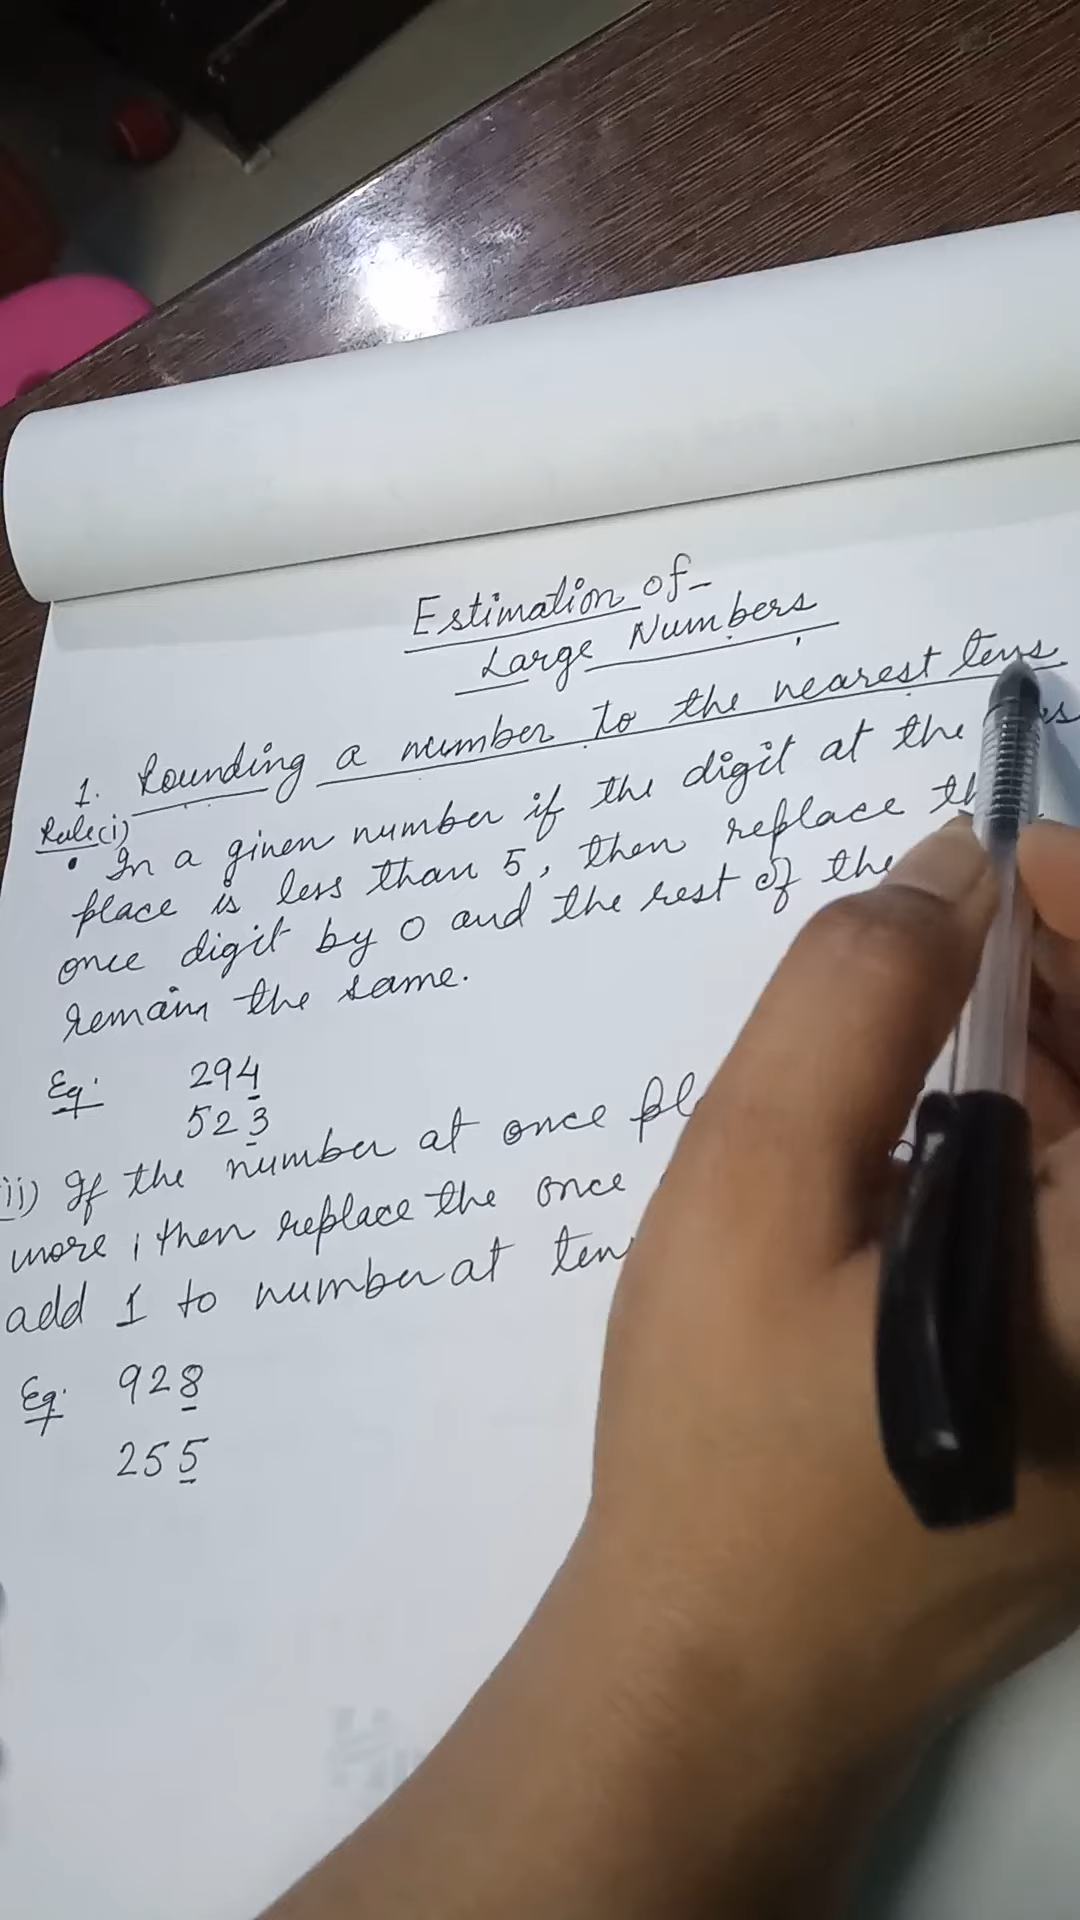 Estimation of-
Large Numbers
1. Rounding a number to the nearest tens
Rule(i)
• In a given number if the digit at the
place is less than 5, then replace
once digit by 0 and the rest of the
remain the same.
Eg: 294
523
ii) If the number at once
more, then replace the once
add 1 to number at
Eg. 928
255